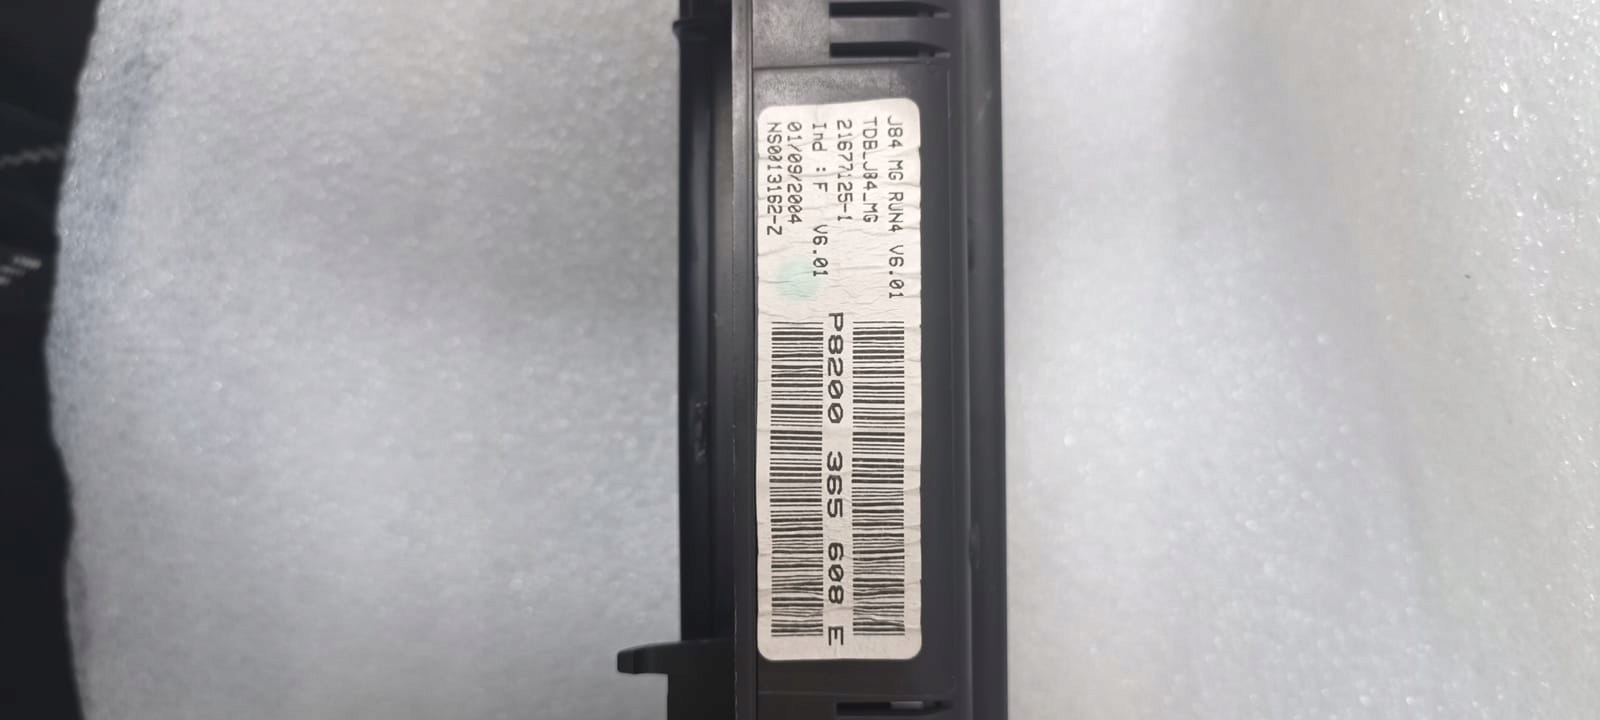 J84 MG RUN4 V6.01
TDB_J84_MG
21677125-1
Ind : F V6.01
01/09/2004
NS0013162-Z
P8200 365 608 E